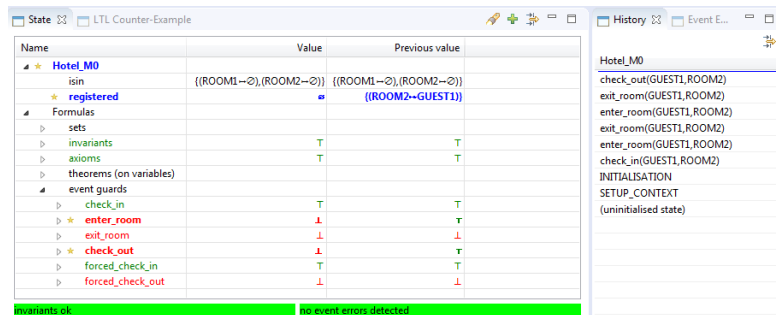 State LTL Counter-Example
Name Value Previous value
Hotel_M0
isin {(ROOM1↦∅),(ROOM2↦∅)} {(ROOM1↦∅),(ROOM2↦∅)}
registered ∅ {(ROOM2↦GUEST1)}
Formulas
sets
invariants ⊤ ⊤
axioms ⊤ ⊤
theorems (on variables)
event guards
check_in ⊤ ⊤
enter_room ⊥ ⊤
exit_room ⊥ ⊥
check_out ⊥ ⊤
forced_check_in ⊤ ⊤
forced_check_out ⊥ ⊥
invariants ok no event errors detected
History Event E...
Hotel_M0
check_out(GUEST1,ROOM2)
exit_room(GUEST1,ROOM2)
enter_room(GUEST1,ROOM2)
exit_room(GUEST1,ROOM2)
enter_room(GUEST1,ROOM2)
check_in(GUEST1,ROOM2)
INITIALISATION
SETUP_CONTEXT
(uninitialised state)